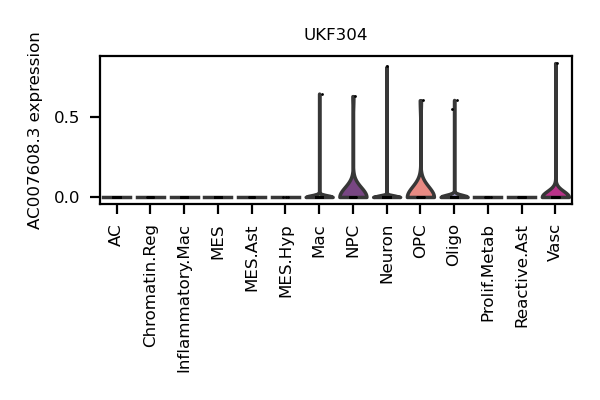 UKF304
AC007608.3 expression
0.5
0.0
AC
Chromatin.Reg
Inflammatory.Mac
MES
MES.Ast
MES.Hyp
Mac
NPC
Neuron
OPC
Oligo
Prolif.Metab
Reactive.Ast
Vasc